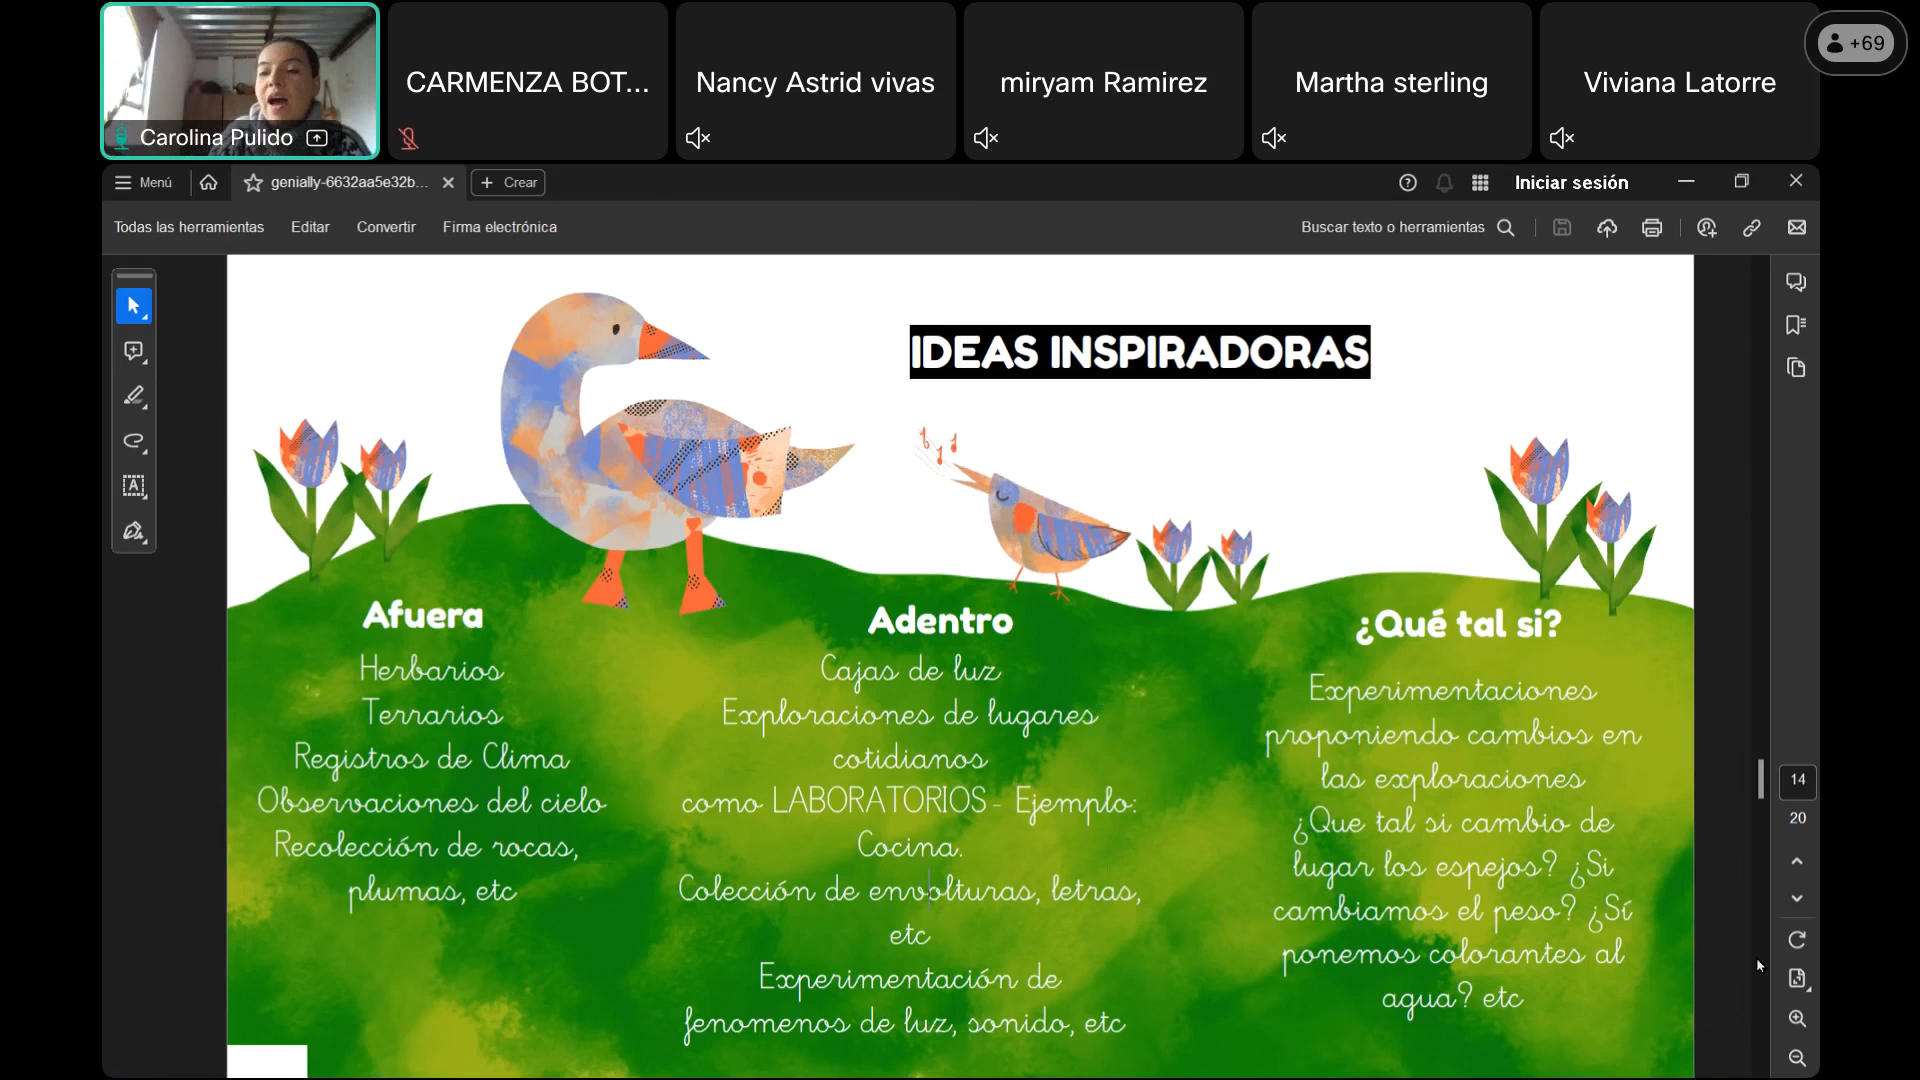 +69
CARMENZA BOT...
Nancy Astrid vivas
miryam Ramirez
Martha sterling
Viviana Latorre
Carolina Pulido
Menú
genially-6632aa5e32b...
Crear
Iniciar sesión
Todas las herramientas
Editar
Convertir
Firma electrónica
Buscar texto o herramientas
IDEAS INSPIRADORAS
Afuera
Herbarios
Terrarios
Registros de Clima
Observaciones del cielo
Recolección de rocas,
plumas, etc
Adentro
Cajas de luz
Exploraciones de lugares
cotidianos
como LABORATORIOS - Ejemplo:
Cocina.
Colección de envolturas, letras,
etc
Experimentación de
fenomenos de luz, sonido, etc
¿Qué tal si?
Experimentaciones
proponiendo cambios en
las exploraciones
¿Que tal si cambio de
lugar los espejos? ¿Si
cambiamos el peso? ¿Sí
ponemos colorantes al
agua? etc
14
20